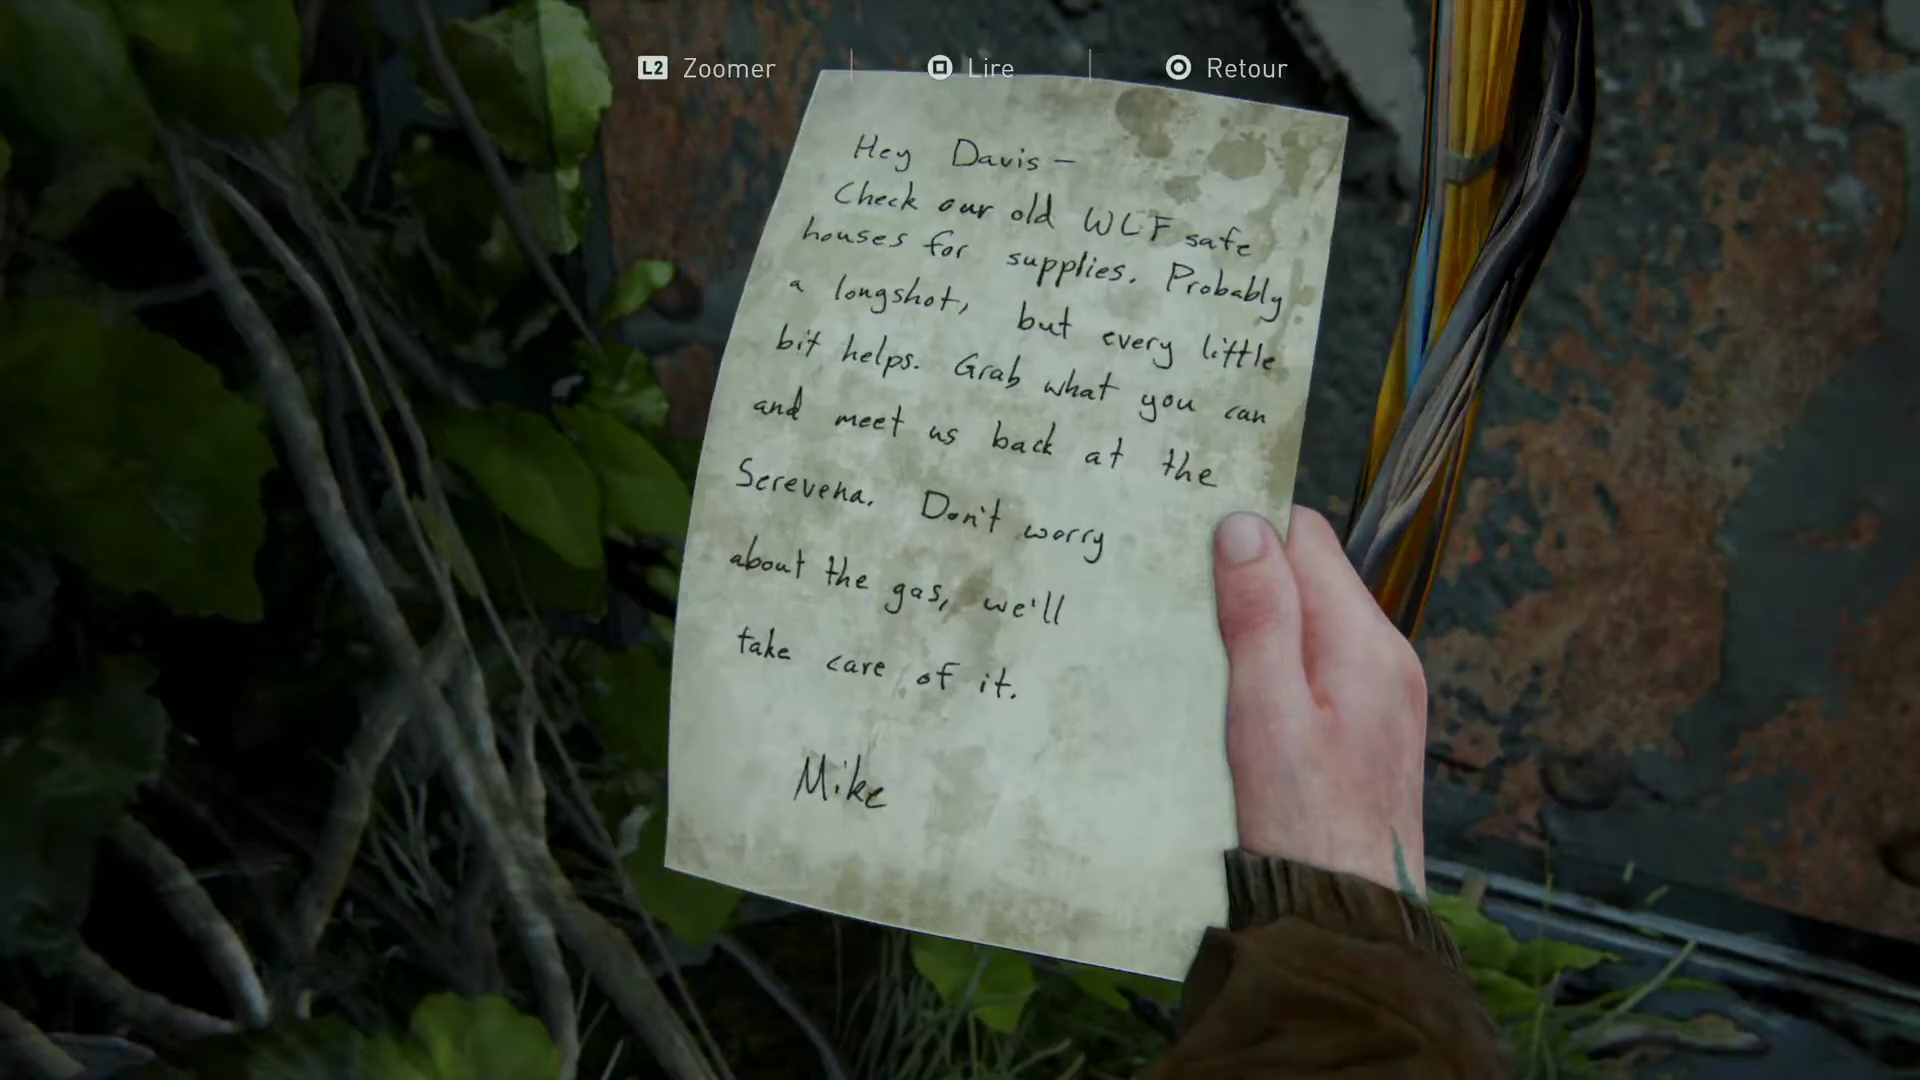 L2 Zoomer
Lire
Retour
Hey Davis –
Check our old WLF safe
houses for supplies. Probably
a longshot, but every little
bit helps. Grab what you can
and meet us back at the
Serevena. Don't worry
about the gas, we'll
take care of it.
Mike